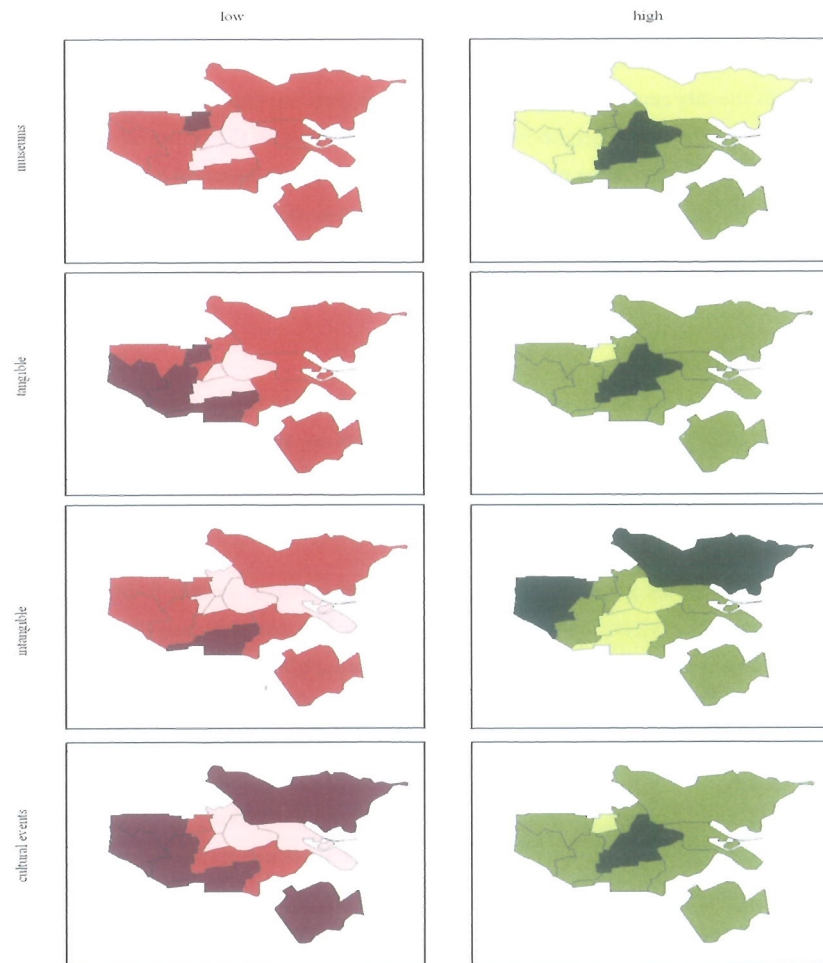 low
high
museums
tangible
intangible
cultural events